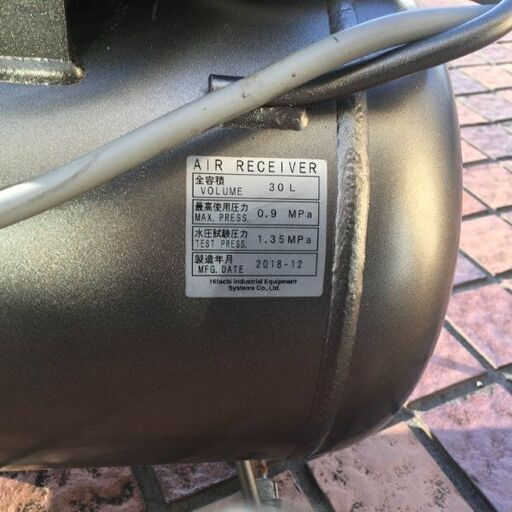 AIR RECEIVER
全容積
VOLUME 30 L
最高使用圧力
MAX. PRESS. 0.9 MPa
水圧試験圧力
TEST PRESS. 1.35MPa
製造年月
MFG. DATE 2018-12
Hitachi Industrial Equipment
Systems Co.,Ltd.